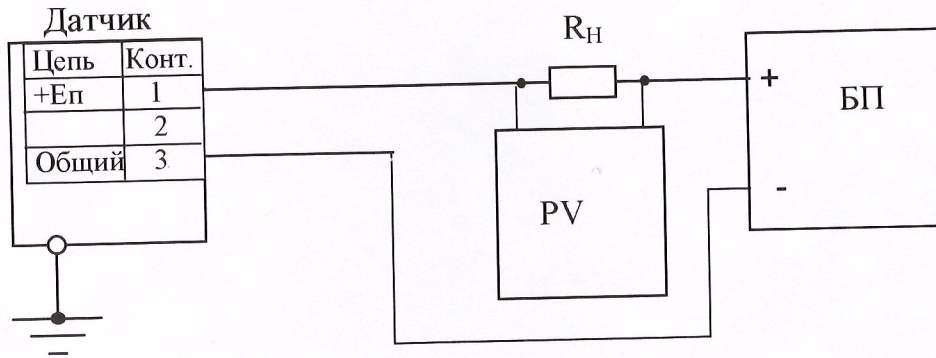 Датчик
Цепь Конт.
+Еп 1
2
Общий 3
RН
PV
+
БП
-